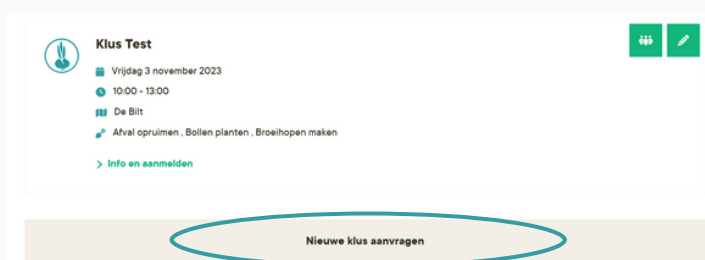 Klus Test
Vrijdag 3 november 2023
10:00 - 13:00
De Bilt
Afval opruimen , Bollen planten , Broeihopen maken
Info en aanmelden
Nieuwe klus aanvragen